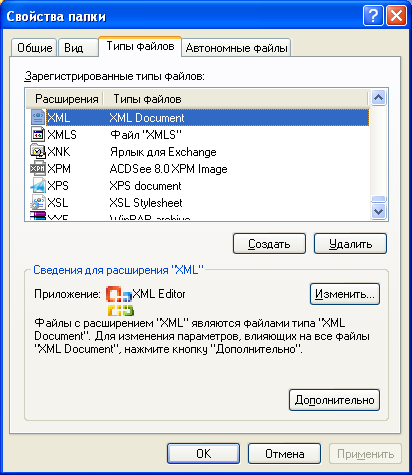 Свойства папки
Общие Вид Типы файлов Автономные файлы
Зарегистрированные типы файлов:
Расширения Типы файлов
XML XML Document
XMLS Файл "XMLS"
XNK Ярлык для Exchange
XPM ACDSee 8.0 XPM Image
XPS XPS document
XSL XSL Stylesheet
Создать Удалить
Сведения для расширения "XML"
Приложение: XML Editor Изменить...
Файлы с расширением "XML" являются файлами типа "XML
Document". Для изменения параметров, влияющих на все файлы
"XML Document", нажмите кнопку "Дополнительно".
Дополнительно
OK Отмена Применить